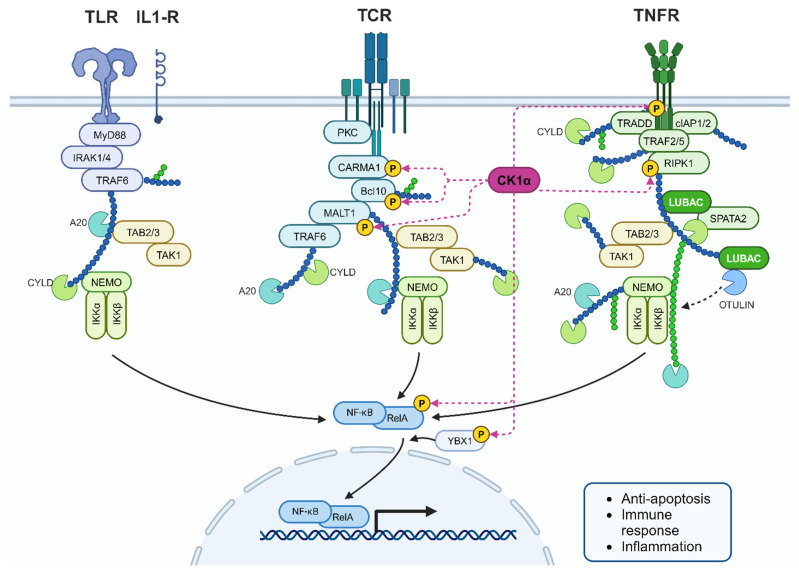 TLR IL1-R
TCR
TNFR
MyD88
IRAK1/4
TRAF6
A20
TAB2/3
TAK1
CYLD
NEMO
IKKα
IKKβ
PKC
CARMA1
P
Bcl10
P
MALT1
P
TRAF6
CYLD
A20
TAB2/3
TAK1
NEMO
IKKα
IKKβ
CK1α
P
TRADD
cIAP1/2
CYLD
TRAF2/5
P
RIPK1
LUBAC
SPATA2
TAB2/3
TAK1
LUBAC
OTULIN
A20
NEMO
IKKα
IKKβ
NF-κB
RelA
P
YBX1
P
NF-κB
RelA
• Anti-apoptosis
• Immune
response
• Inflammation